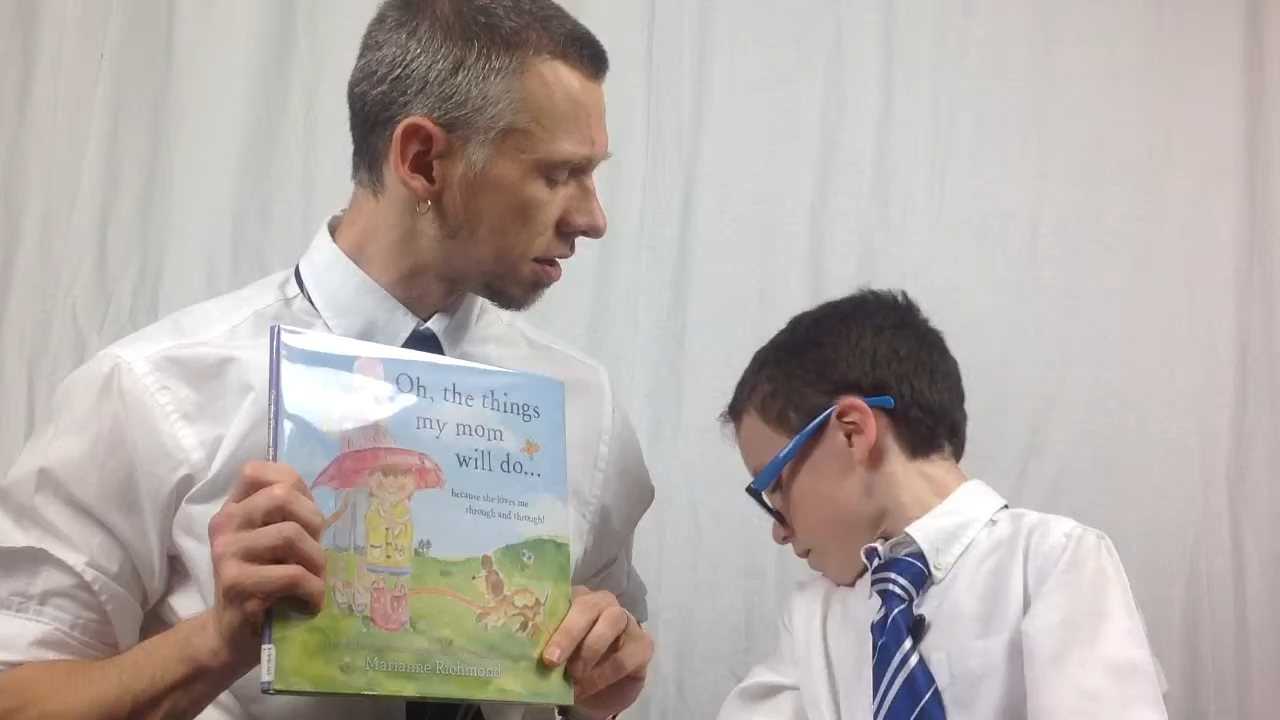 Oh, the things
my mom
will do...
because she loves me
through and through!
Marianne Richmond